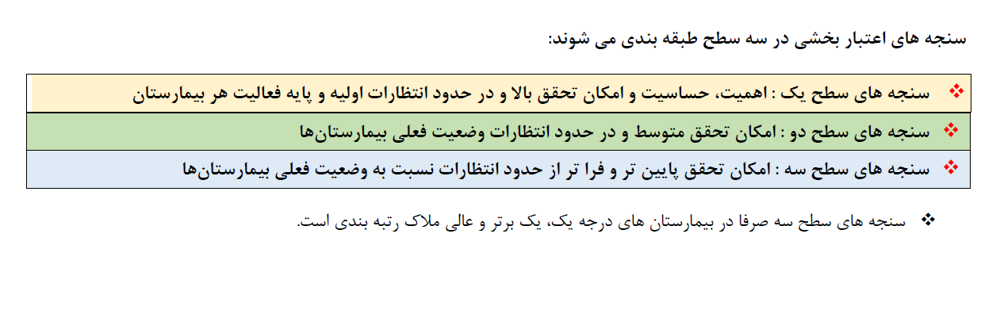 سنجه های اعتبار بخشی در سه سطح طبقه بندی می شوند:
❖ سنجه های سطح یک : اهمیت، حساسیت و امکان تحقق بالا و در حدود انتظارات اولیه و پایه فعالیت هر بیمارستان
❖ سنجه های سطح دو : امکان تحقق متوسط و در حدود انتظارات وضعیت فعلی بیمارستان‌ها
❖ سنجه های سطح سه : امکان تحقق پایین تر و فرا تر از حدود انتظارات نسبت به وضعیت فعلی بیمارستان‌ها
❖ سنجه های سطح سه صرفا در بیمارستان های درجه یک، یک برتر و عالی ملاک رتبه بندی است.